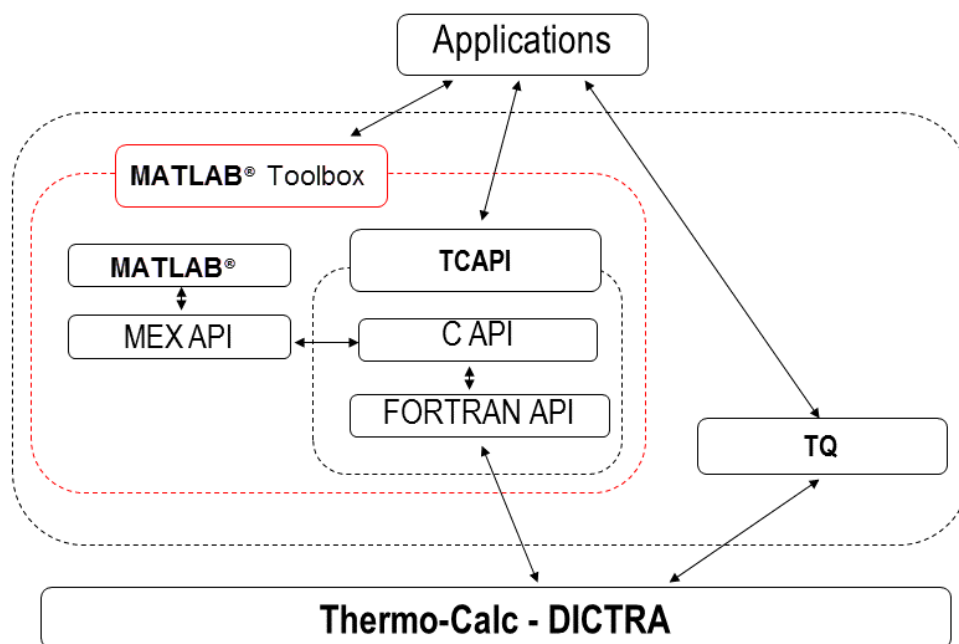 Applications
MATLAB® Toolbox
TCAPI
MATLAB®
MEX API
C API
FORTRAN API
TQ
Thermo-Calc - DICTRA